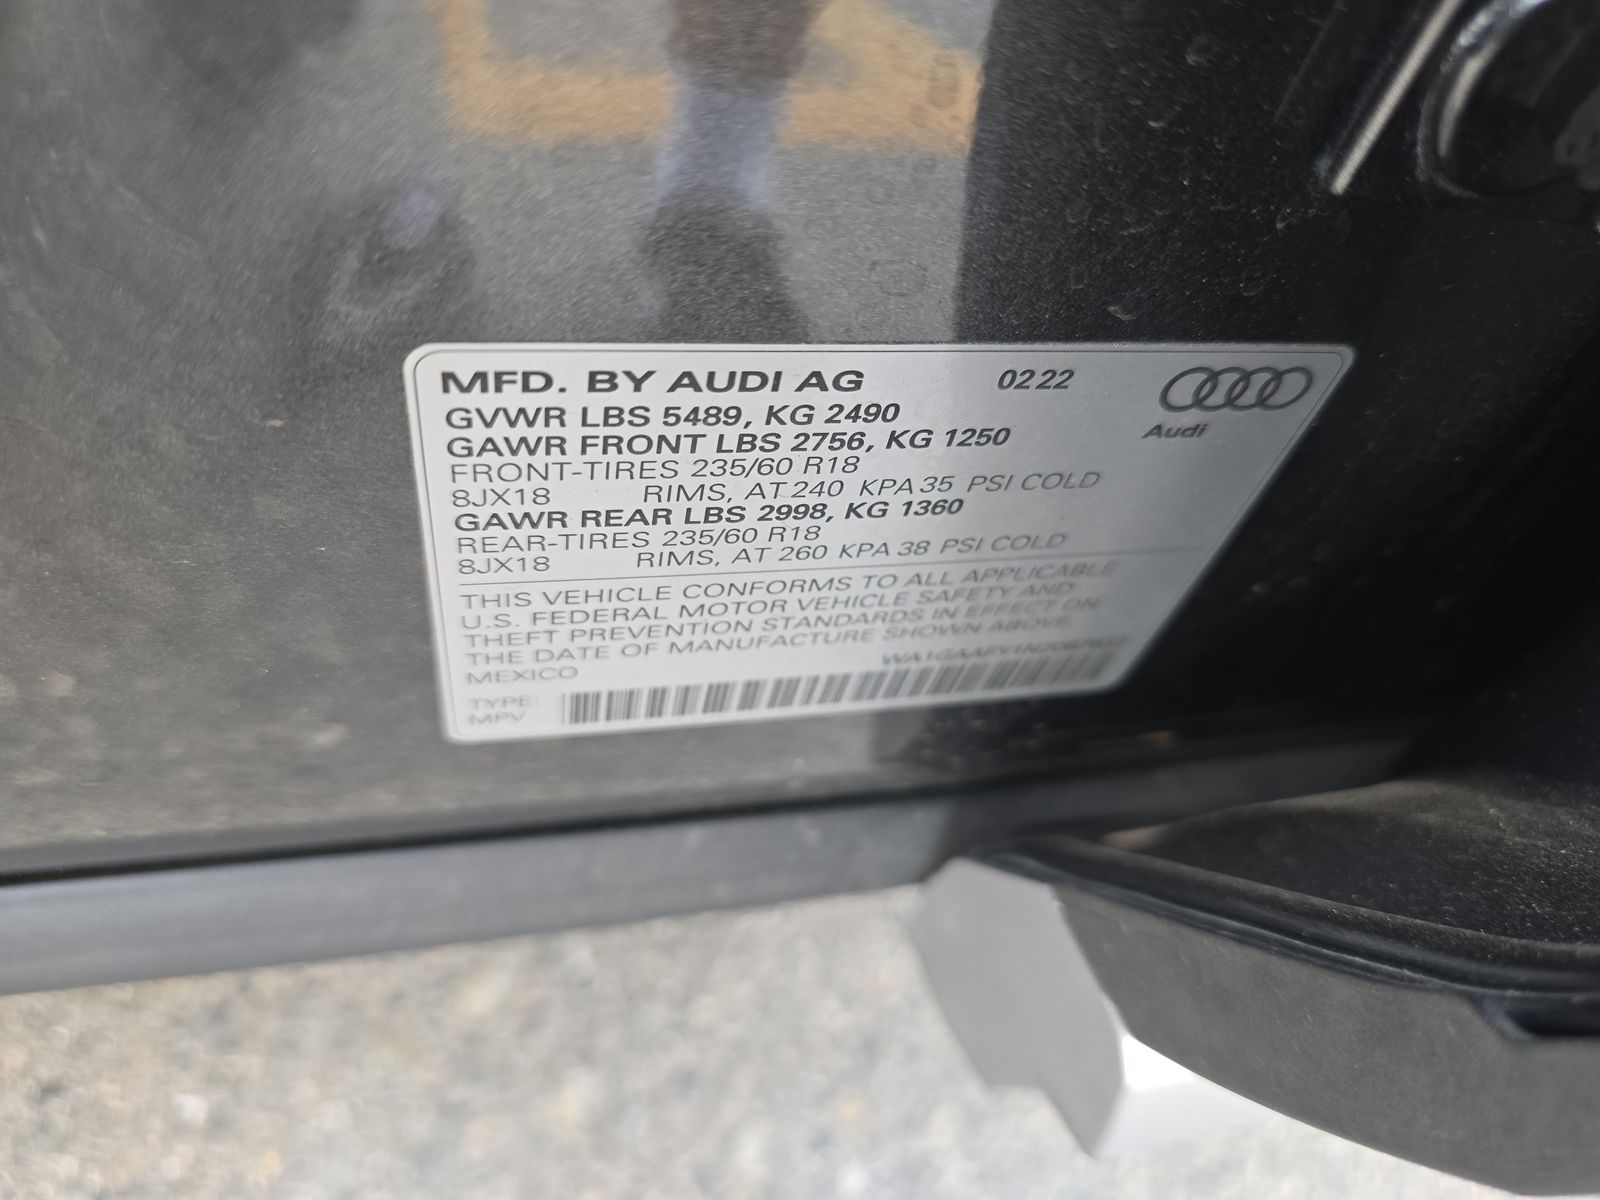 MFD. BY AUDI AG 0222
Audi
GVWR LBS 5489, KG 2490
GAWR FRONT LBS 2756, KG 1250
FRONT-TIRES 235/60 R18
8JX18 RIMS, AT 240 KPA 35 PSI COLD
GAWR REAR LBS 2998, KG 1360
REAR-TIRES 235/60 R18
8JX18 RIMS, AT 260 KPA 38 PSI COLD
THIS VEHICLE CONFORMS TO ALL APPLICABLE
U.S. FEDERAL MOTOR VEHICLE SAFETY AND
THEFT PREVENTION STANDARDS IN EFFECT ON
THE DATE OF MANUFACTURE SHOWN ABOVE.
MEXICO
TYPE:
MPV